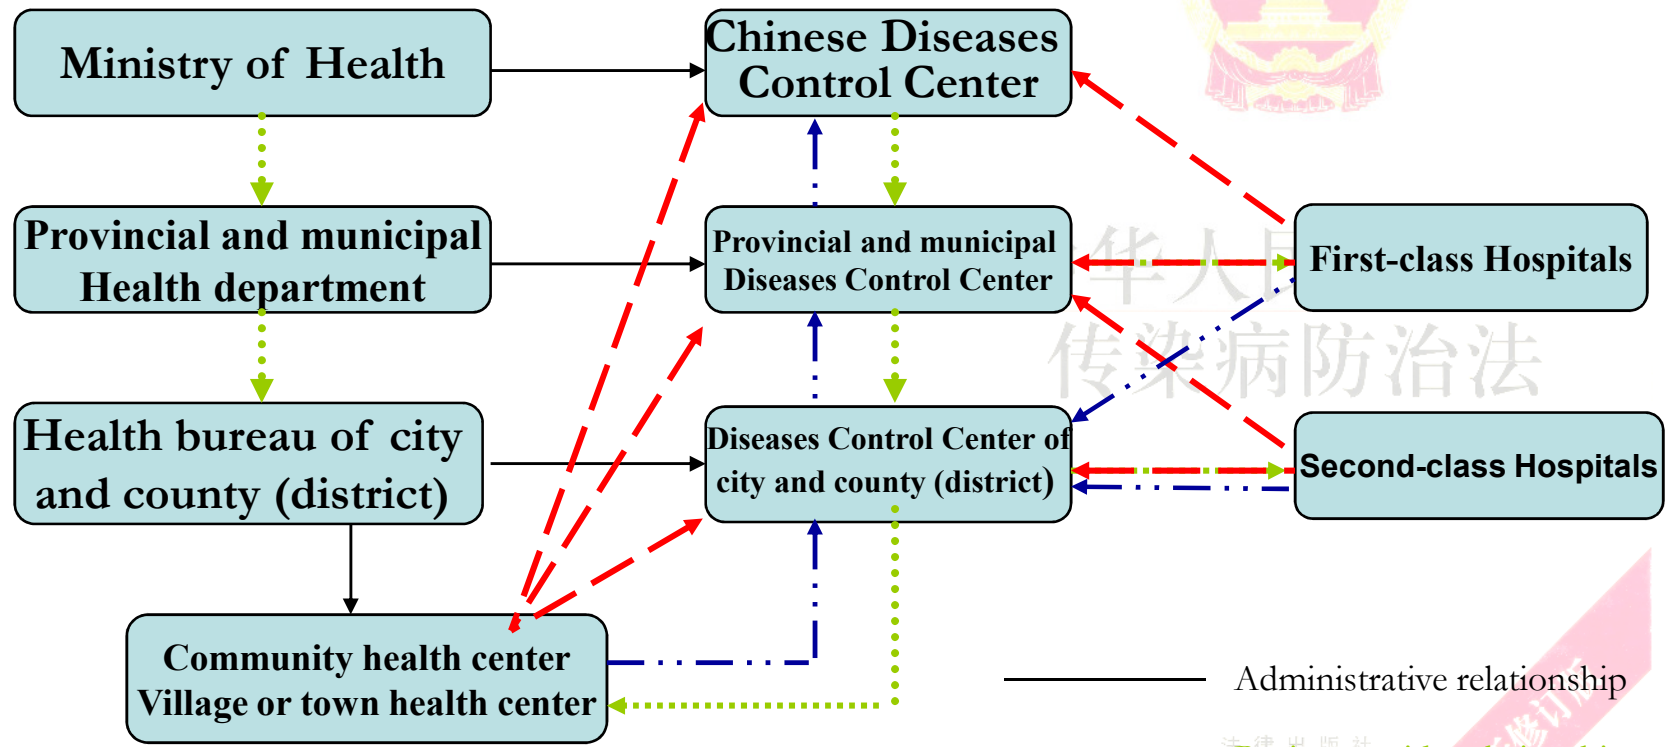 Ministry of Health
Chinese Diseases
Control Center
Provincial and municipal
Health department
Provincial and municipal
Diseases Control Center
First-class Hospitals
传染病防治法
Health bureau of city
and county (district)
Diseases Control Center of
city and county (district)
Second-class Hospitals
Community health center
Village or town health center
Administrative relationship